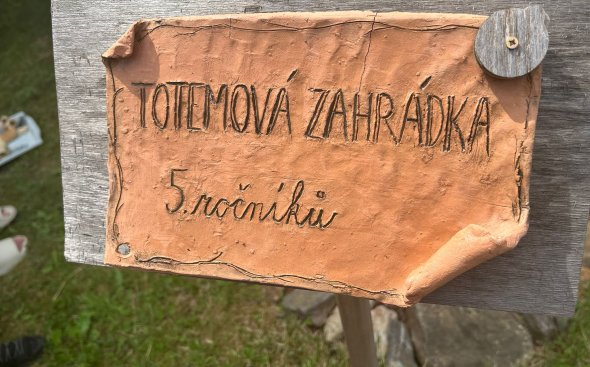 TOTEMOVÁ ZAHRÁDKA
5. ročníků